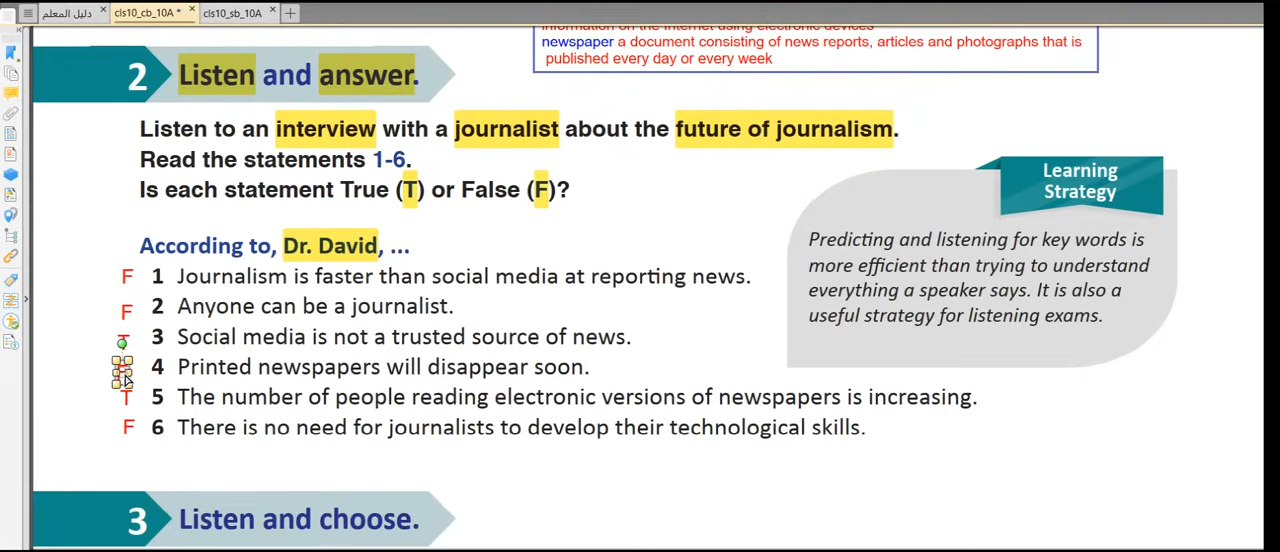 دليل المعلم
cls10_cb_10A *
cls10_sb_10A
newspaper a document consisting of news reports, articles and photographs that is
published every day or every week
2 Listen and answer.
Listen to an interview with a journalist about the future of journalism.
Read the statements 1-6.
Is each statement True (T) or False (F)?
Learning
Strategy
Predicting and listening for key words is
more efficient than trying to understand
everything a speaker says. It is also a
useful strategy for listening exams.
According to, Dr. David, ...
F 1 Journalism is faster than social media at reporting news.
F 2 Anyone can be a journalist.
3 Social media is not a trusted source of news.
4 Printed newspapers will disappear soon.
T 5 The number of people reading electronic versions of newspapers is increasing.
F 6 There is no need for journalists to develop their technological skills.
3 Listen and choose.